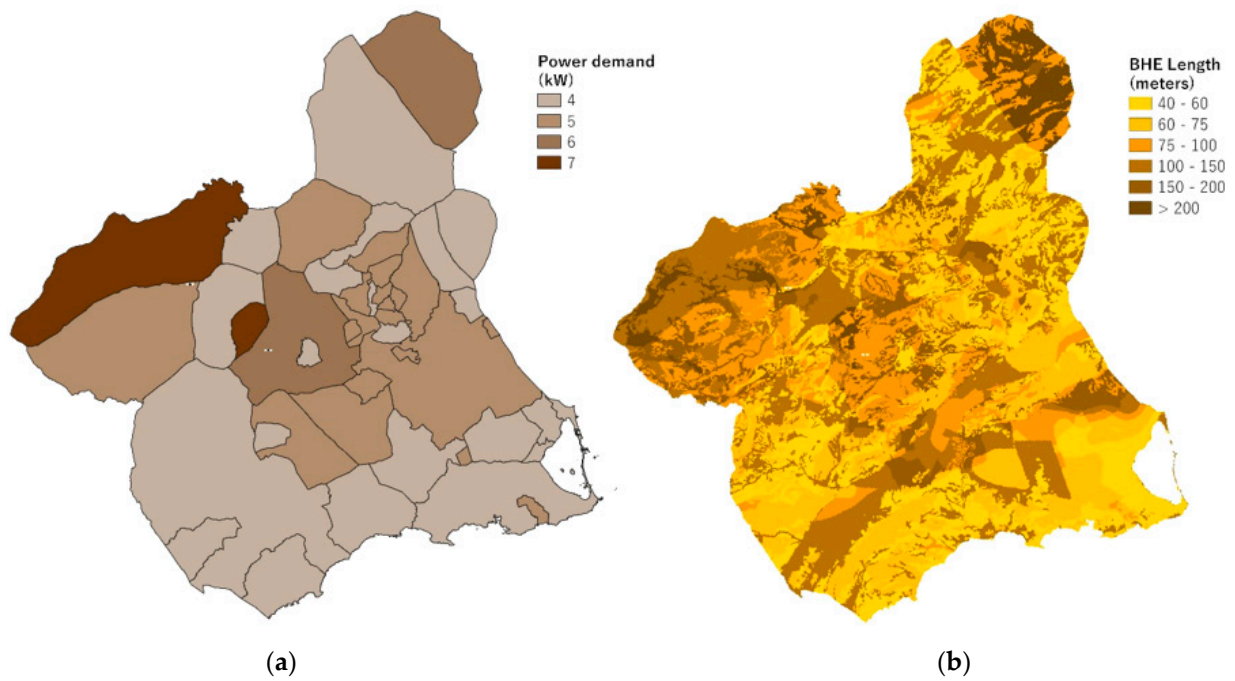 Power demand
(kW)
4
5
6
7
BHE Length
(meters)
40 - 60
60 - 75
75 - 100
100 - 150
150 - 200
> 200
(a)
(b)